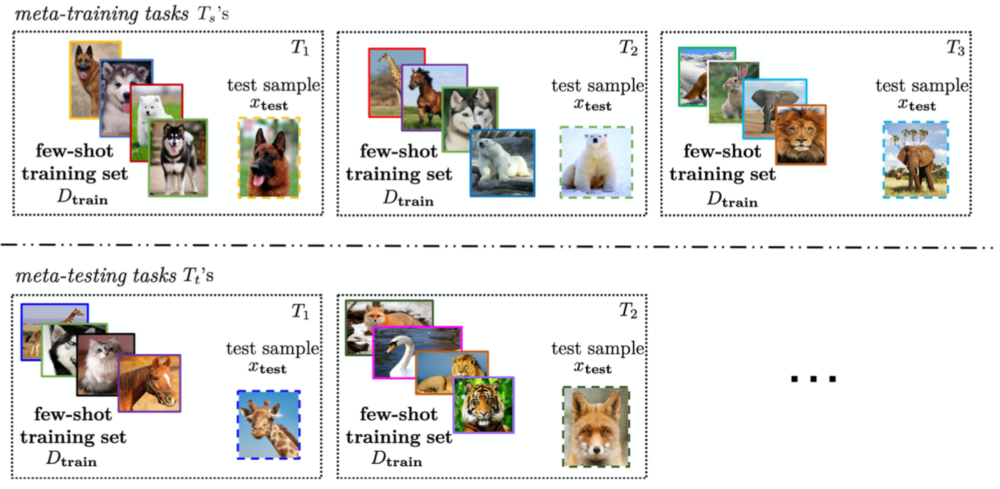 meta-training tasks Tₛ's
T₁
test sample
x_test
few-shot
training set
D_train
T₂
test sample
x_test
few-shot
training set
D_train
T₃
test sample
x_test
few-shot
training set
D_train
meta-testing tasks Tₜ's
T₁
test sample
x_test
few-shot
training set
D_train
T₂
test sample
x_test
few-shot
training set
D_train
...